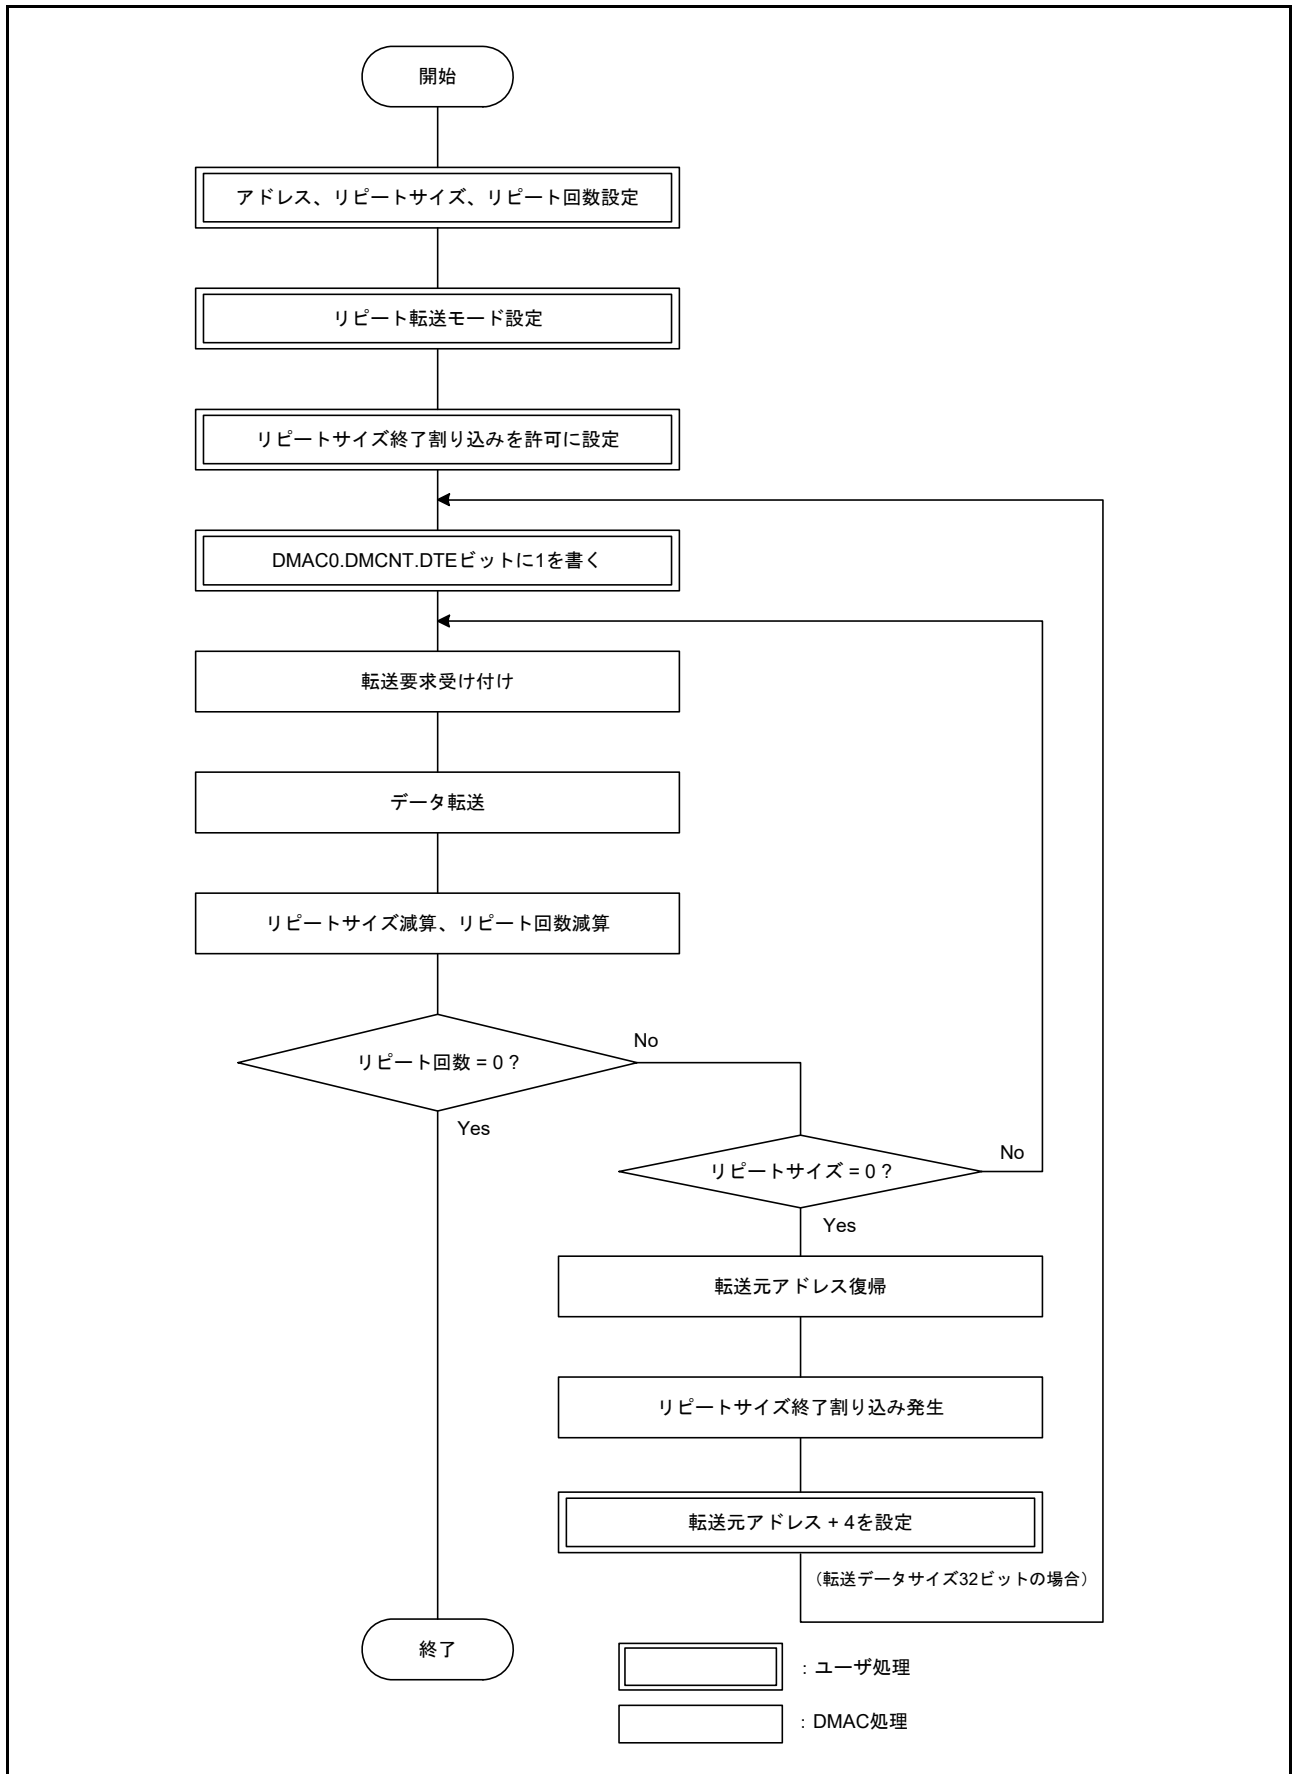 開始
アドレス、リピートサイズ、リピート回数設定
リピート転送モード設定
リピートサイズ終了割り込みを許可に設定
DMAC0.DMCNT.DTEビットに1を書く
転送要求受け付け
データ転送
リピートサイズ減算、リピート回数減算
リピート回数 = 0 ?
No
Yes
リピートサイズ = 0 ?
No
Yes
転送元アドレス復帰
リピートサイズ終了割り込み発生
転送元アドレス + 4を設定
（転送データサイズ32ビットの場合）
終了
: ユーザ処理
: DMAC処理